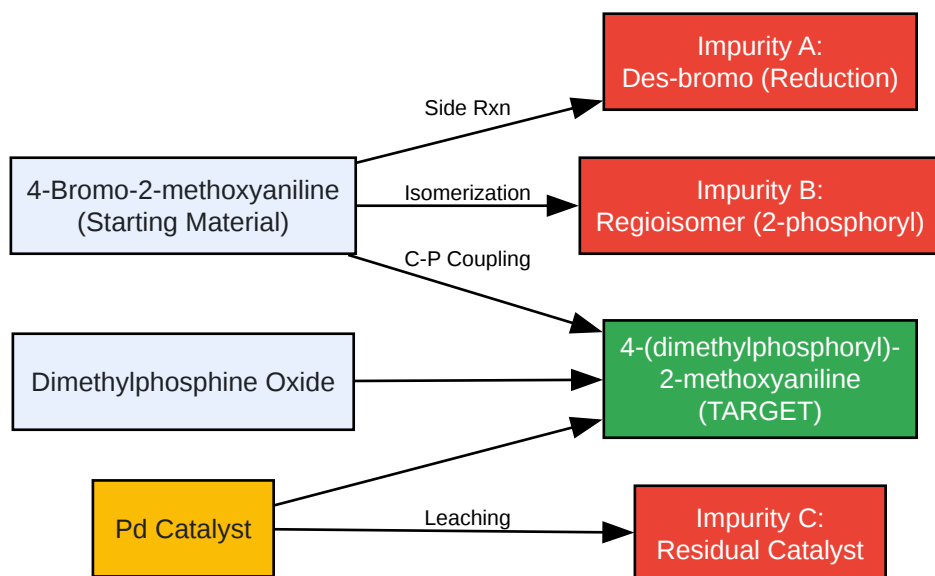 Impurity A:
Des-bromo (Reduction)
Side Rxn
4-Bromo-2-methoxyaniline
(Starting Material)
Isomerization
Impurity B:
Regioisomer (2-phosphoryl)
C-P Coupling
Dimethylphosphine Oxide
4-(dimethylphosphoryl)-
2-methoxyaniline
(TARGET)
Pd Catalyst
Leaching
Impurity C:
Residual Catalyst